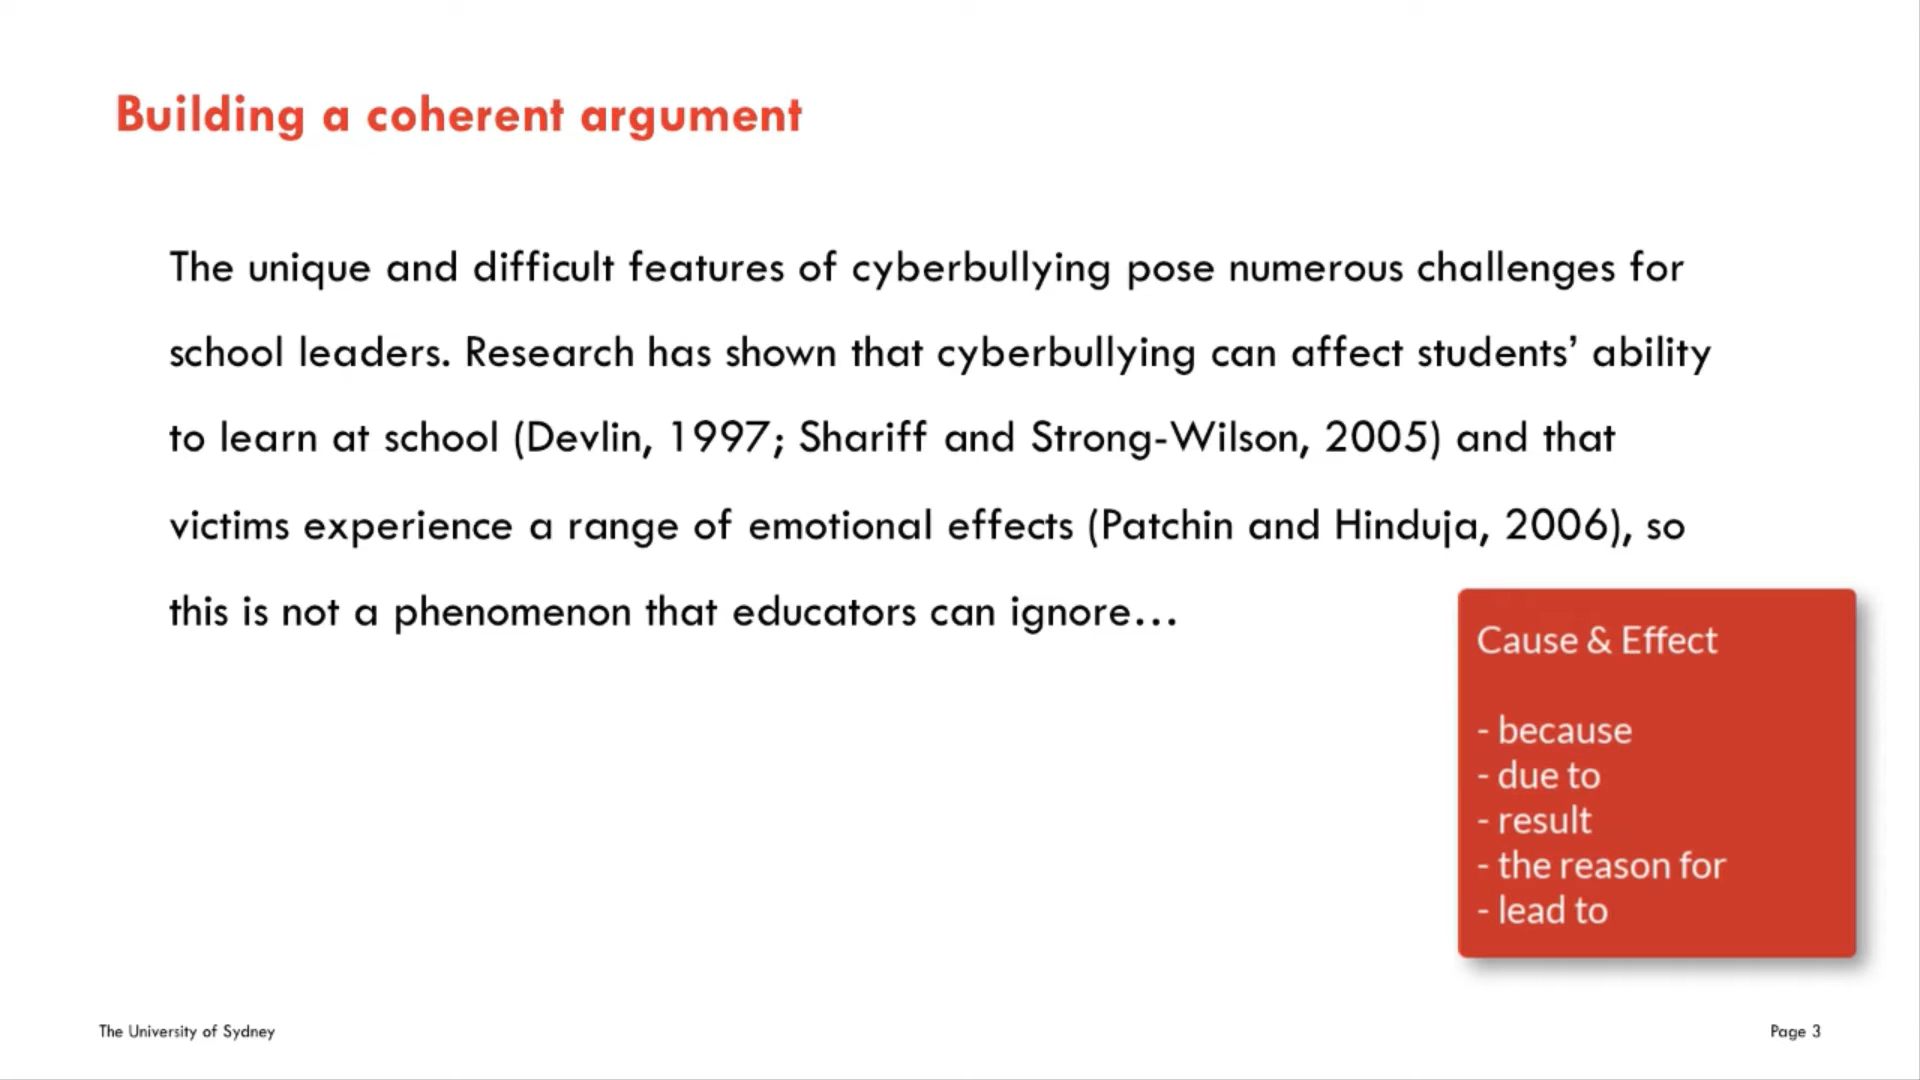 Building a coherent argument
The unique and difficult features of cyberbullying pose numerous challenges for
school leaders. Research has shown that cyberbullying can affect students’ ability
to learn at school (Devlin, 1997; Shariff and Strong-Wilson, 2005) and that
victims experience a range of emotional effects (Patchin and Hinduja, 2006), so
this is not a phenomenon that educators can ignore…
Cause & Effect
- because
- due to
- result
- the reason for
- lead to
The University of Sydney
Page 3